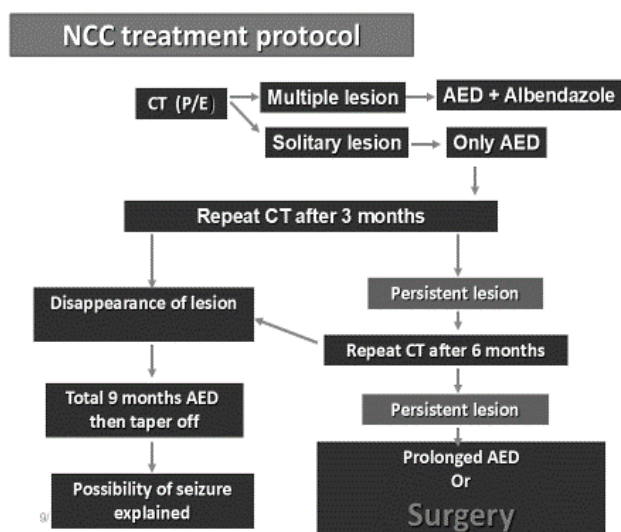 NCC treatment protocol
CT (P/E)
Multiple lesion
AED + Albendazole
Solitary lesion
Only AED
Repeat CT after 3 months
Disappearance of lesion
Persistent lesion
Repeat CT after 6 months
Total 9 months AED
then taper off
Persistent lesion
Possibility of seizure
explained
Prolonged AED
Or
Surgery
9/